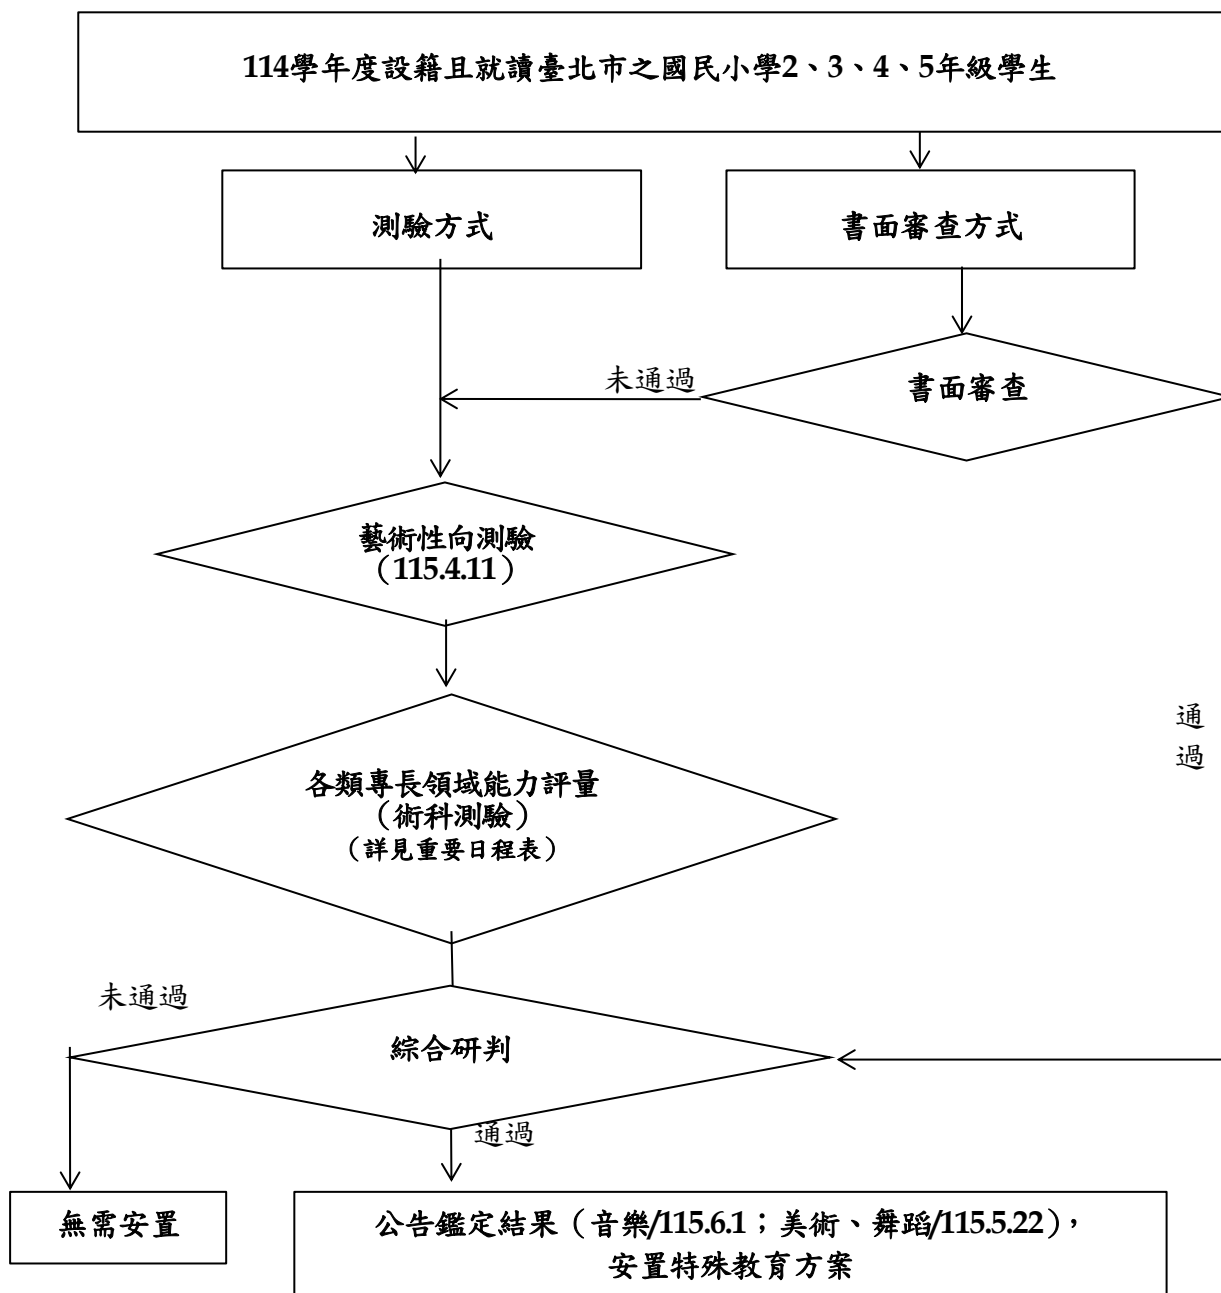 114學年度設籍且就讀臺北市之國民小學2、3、4、5年級學生
測驗方式
書面審查方式
未通過
書面審查
藝術性向測驗
（115.4.11）
通
過
各類專長領域能力評量
（術科測驗）
（詳見重要日程表）
未通過
綜合研判
通過
無需安置
公告鑑定結果（音樂/115.6.1；美術、舞蹈/115.5.22），
安置特殊教育方案